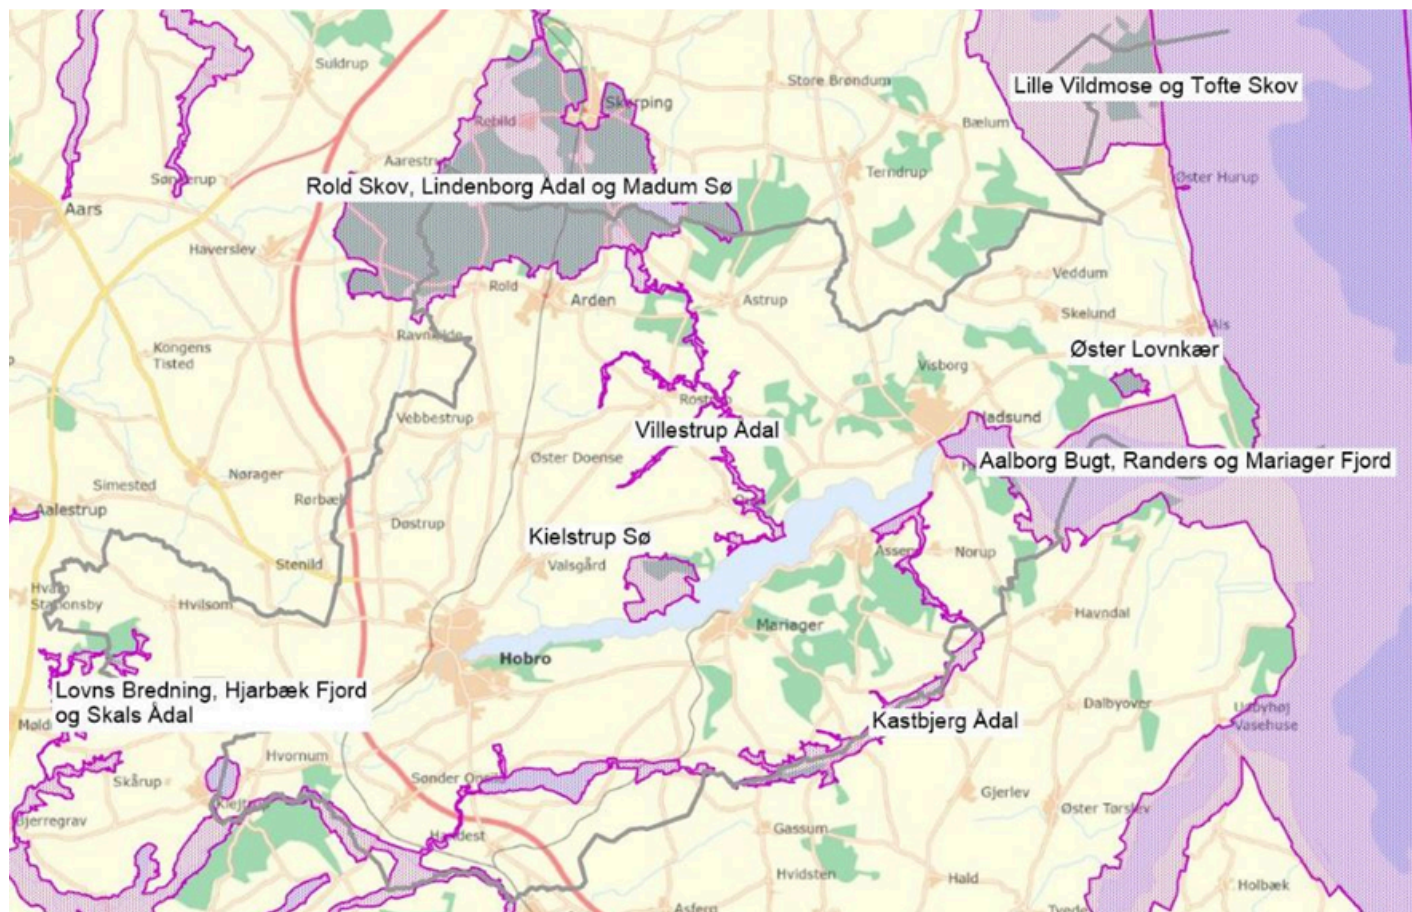 Suldrup
Store Brøndum
Lille Vildmose og Tofte Skov
Skørping
Rebild
Bælum
Aarestrup
Terndrup
Rold Skov, Lindenborg Ådal og Madum Sø
Øster Hurup
Aars
Haverslev
Veddum
Rold
Arden
Astrup
Skelund
Als
Kongens
Tisted
Øster Lovnkær
Visborg
Vebbestrup
Hadsund
Villestrup Ådal
Øster Doense
Aalborg Bugt, Randers og Mariager Fjord
Nørager
Simested
Aalestrup
Døstrup
Kielstrup Sø
Norup
Stenild
Valsgård
Hvilsom
Havndal
Mariager
Hobro
Lovns Bredning, Hjarbæk Fjord
og Skals Ådal
Dalbyover
Kastbjerg Ådal
Udbyhøj
Vasehuse
Hvornum
Skårup
Gjerlev
Øster Tørslev
Gassum
Hvidsten
Hald
Holbæk